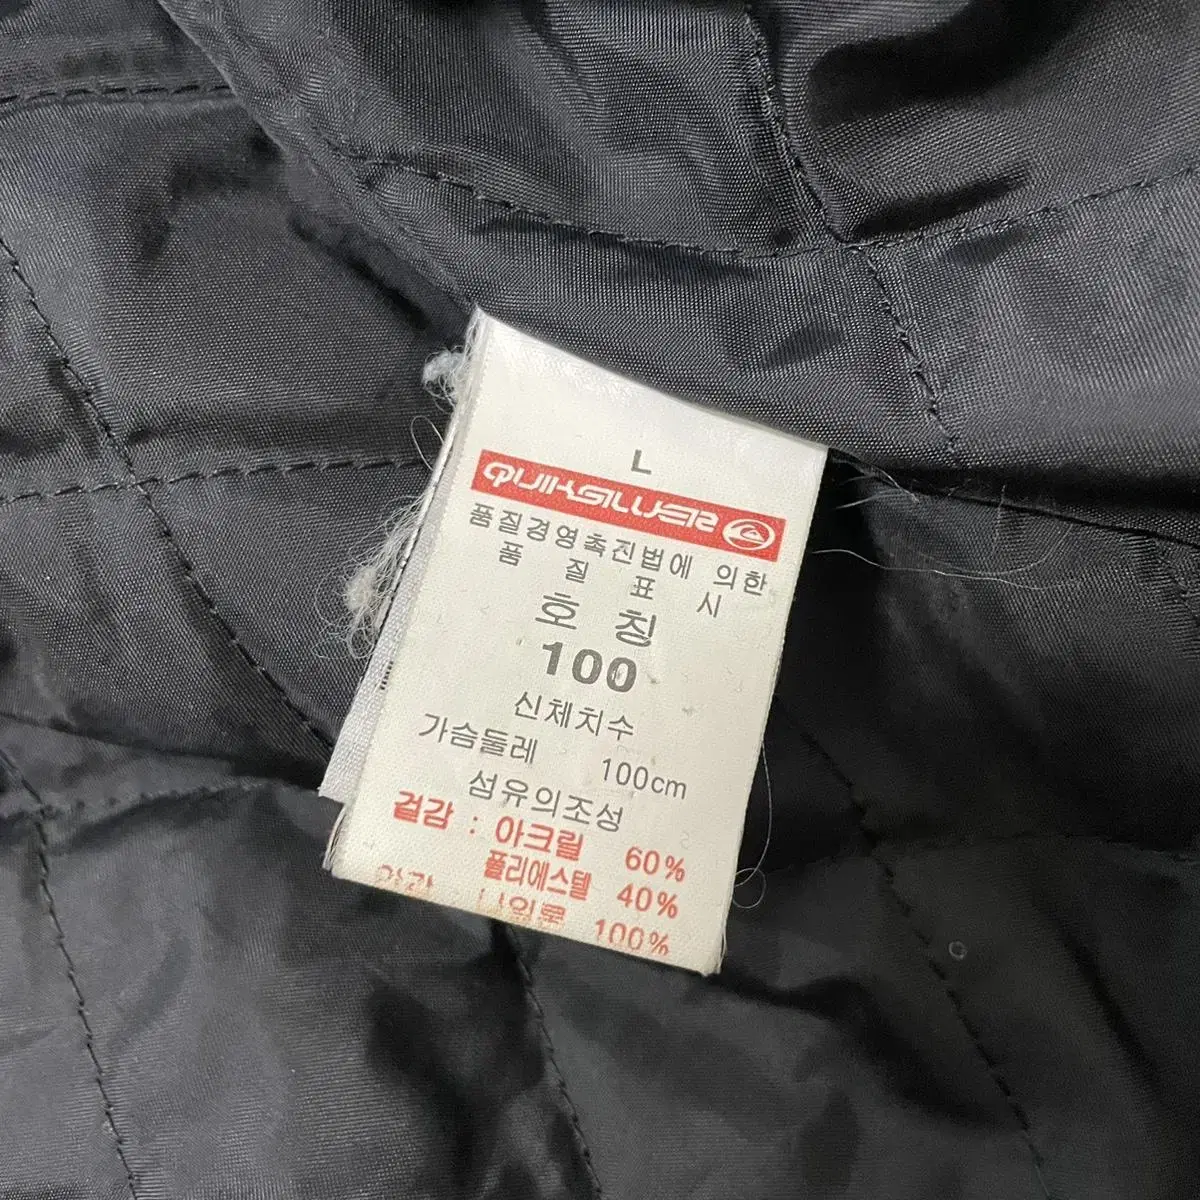 L
QUIKSILVER
품질경영촉진법에 의한
품 질 표 시
호 칭
100
신체치수
가슴둘레 100cm
섬유의조성
겉감 : 아크릴 60%
폴리에스텔 40%
안감 : 나일론 100%